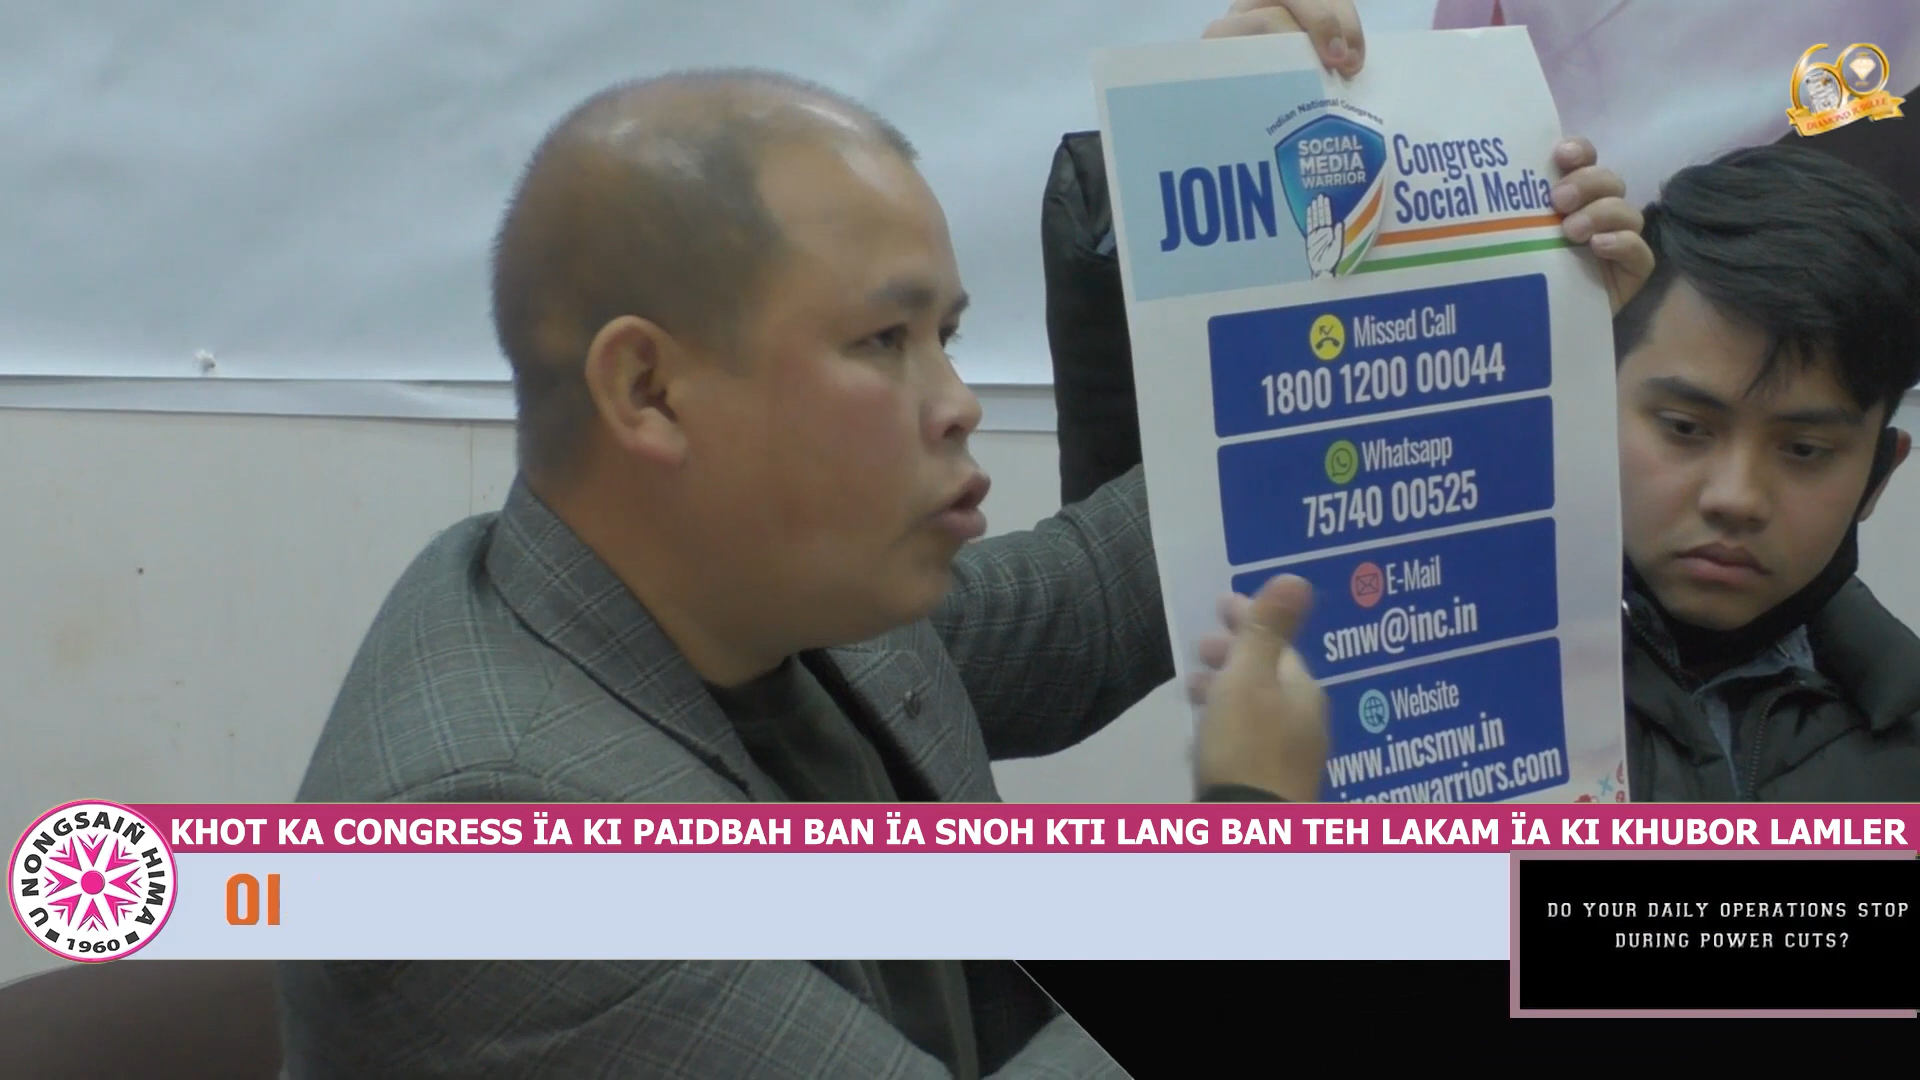 DIAMOND JUBILEE
Indian National Congress
JOIN
SOCIAL
MEDIA
WARRIOR
Congress
Social Media
Missed Call
1800 1200 00044
Whatsapp
75740 00525
E-Mail
smw@inc.in
Website
www.incsmw.in
incsmwarriors.com
U NONGSAIÑ HIMA
1960
KHOT KA CONGRESS ÏA KI PAIDBAH BAN ÏA SNOH KTI LANG BAN TEH LAKAM ÏA KI KHUBOR LAMLER
OI
DO YOUR DAILY OPERATIONS STOP
DURING POWER CUTS?